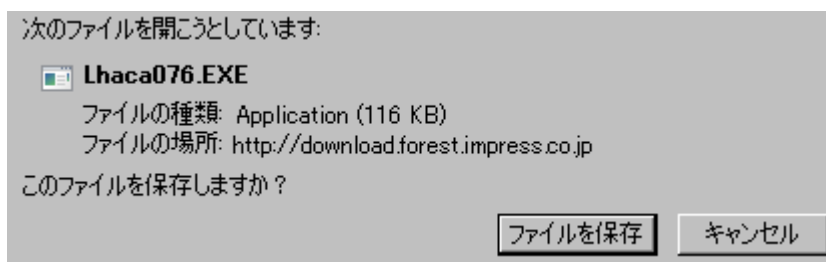 次のファイルを開こうとしています:
Lhaca076.EXE
ファイルの種類: Application (116 KB)
ファイルの場所: http://download.forest.impress.co.jp
このファイルを保存しますか？
ファイルを保存 キャンセル